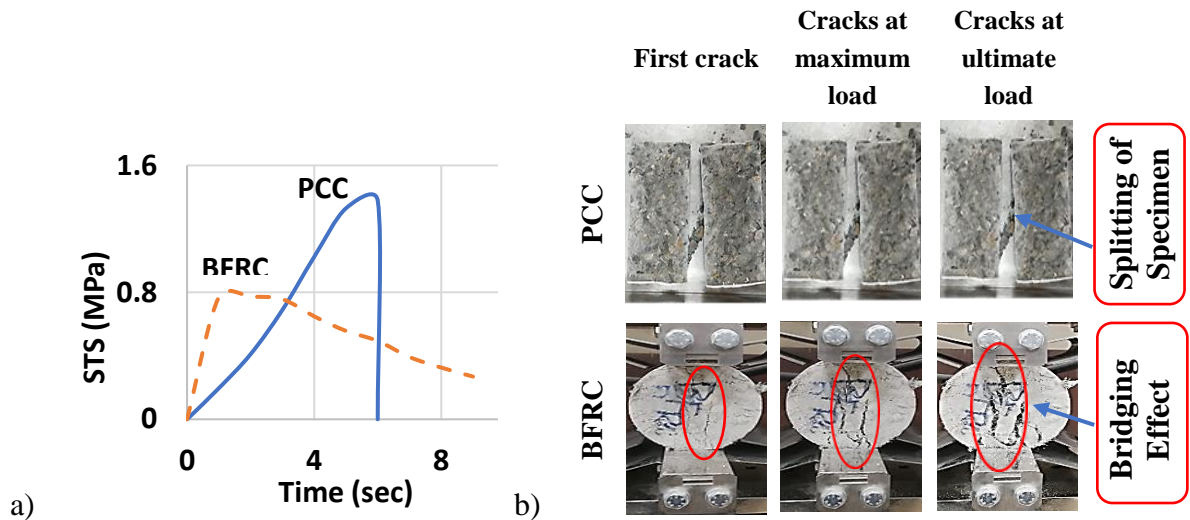 First crack
Cracks at
maximum
load
Cracks at
ultimate
load
1.6
0.8
0
STS (MPa)
PCC
BFRC
0
4
8
Time (sec)
a)
b)
PCC
Splitting of
Specimen
BFRC
Bridging
Effect